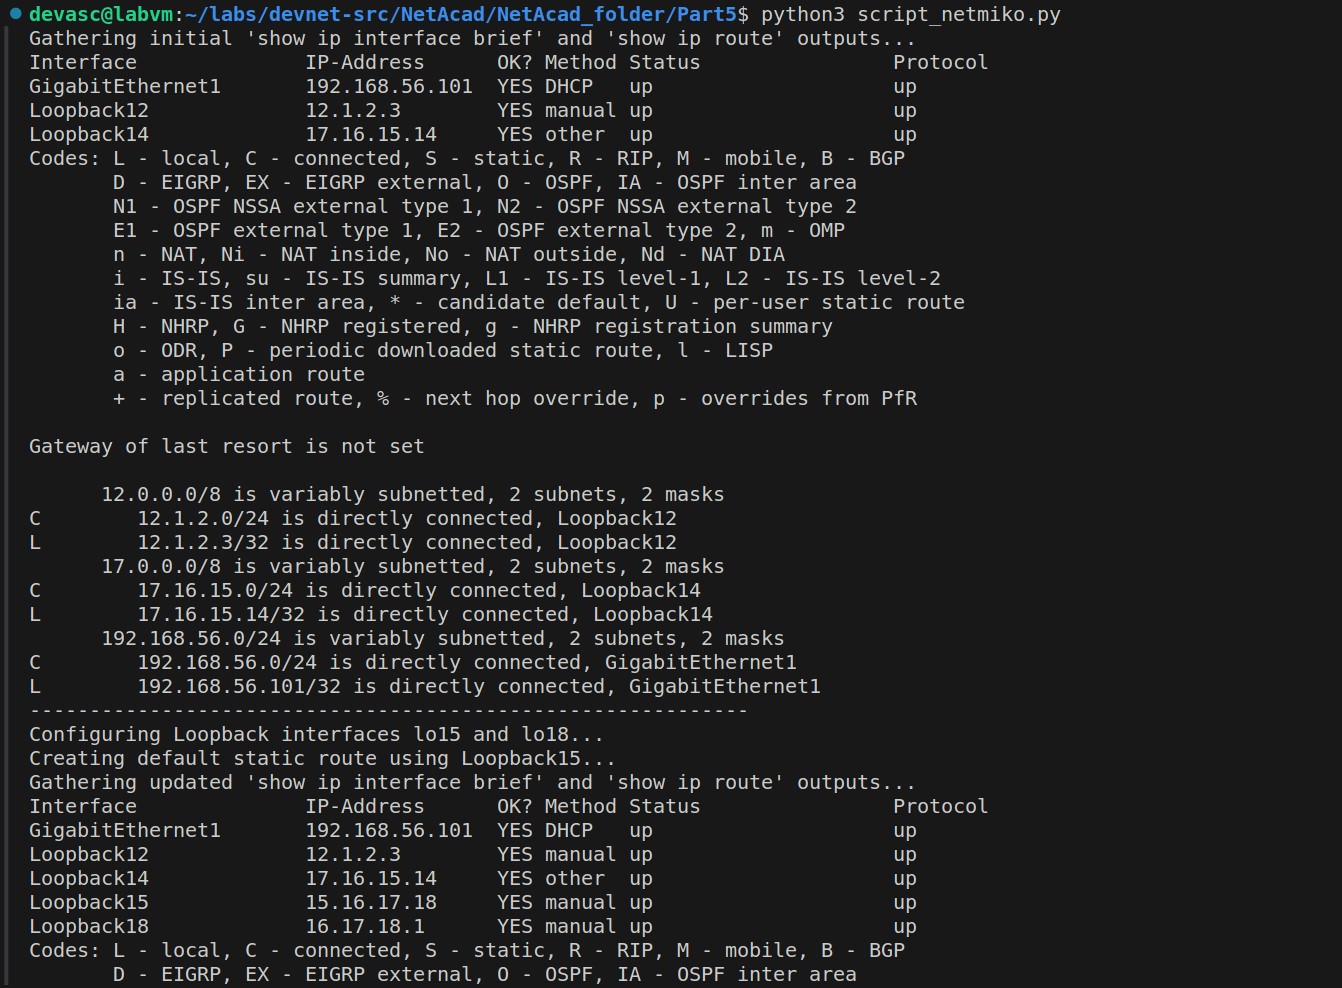 devasc@labvm:~/labs/devnet-src/NetAcad/NetAcad_folder/Part5$ python3 script_netmiko.py
Gathering initial 'show ip interface brief' and 'show ip route' outputs...
Interface              IP-Address      OK? Method Status                Protocol
GigabitEthernet1       192.168.56.101  YES DHCP   up                    up
Loopback12             12.1.2.3        YES manual up                    up
Loopback14             17.16.15.14     YES other  up                    up
Codes: L - local, C - connected, S - static, R - RIP, M - mobile, B - BGP
       D - EIGRP, EX - EIGRP external, O - OSPF, IA - OSPF inter area
       N1 - OSPF NSSA external type 1, N2 - OSPF NSSA external type 2
       E1 - OSPF external type 1, E2 - OSPF external type 2, m - OMP
       n - NAT, Ni - NAT inside, No - NAT outside, Nd - NAT DIA
       i - IS-IS, su - IS-IS summary, L1 - IS-IS level-1, L2 - IS-IS level-2
       ia - IS-IS inter area, * - candidate default, U - per-user static route
       H - NHRP, G - NHRP registered, g - NHRP registration summary
       o - ODR, P - periodic downloaded static route, l - LISP
       a - application route
       + - replicated route, % - next hop override, p - overrides from PfR

Gateway of last resort is not set

      12.0.0.0/8 is variably subnetted, 2 subnets, 2 masks
C        12.1.2.0/24 is directly connected, Loopback12
L        12.1.2.3/32 is directly connected, Loopback12
      17.0.0.0/8 is variably subnetted, 2 subnets, 2 masks
C        17.16.15.0/24 is directly connected, Loopback14
L        17.16.15.14/32 is directly connected, Loopback14
      192.168.56.0/24 is variably subnetted, 2 subnets, 2 masks
C        192.168.56.0/24 is directly connected, GigabitEthernet1
L        192.168.56.101/32 is directly connected, GigabitEthernet1
------------------------------------------------------------
Configuring Loopback interfaces lo15 and lo18...
Creating default static route using Loopback15...
Gathering updated 'show ip interface brief' and 'show ip route' outputs...
Interface              IP-Address      OK? Method Status                Protocol
GigabitEthernet1       192.168.56.101  YES DHCP   up                    up
Loopback12             12.1.2.3        YES manual up                    up
Loopback14             17.16.15.14     YES other  up                    up
Loopback15             15.16.17.18     YES manual up                    up
Loopback18             16.17.18.1      YES manual up                    up
Codes: L - local, C - connected, S - static, R - RIP, M - mobile, B - BGP
       D - EIGRP, EX - EIGRP external, O - OSPF, IA - OSPF inter area